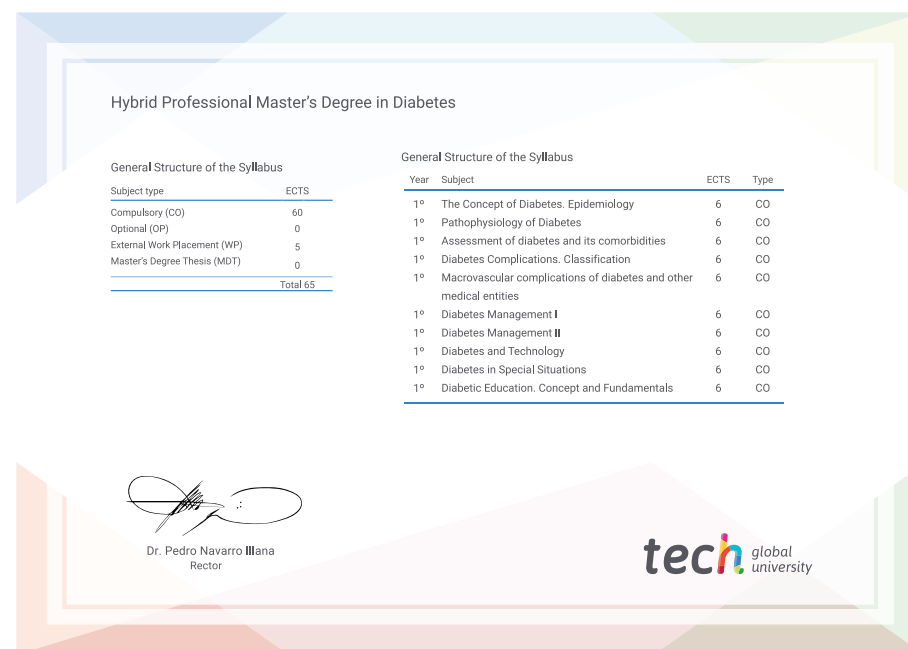 Hybrid Professional Master’s Degree in Diabetes
General Structure of the Syllabus
Subject type ECTS
Compulsory (CO) 60
Optional (OP) 0
External Work Placement (WP) 5
Master’s Degree Thesis (MDT) 0
Total 65
General Structure of the Syllabus
Year Subject ECTS Type
1º The Concept of Diabetes. Epidemiology 6 CO
1º Pathophysiology of Diabetes 6 CO
1º Assessment of diabetes and its comorbidities 6 CO
1º Diabetes Complications. Classification 6 CO
1º Macrovascular complications of diabetes and other 6 CO
medical entities
1º Diabetes Management I 6 CO
1º Diabetes Management II 6 CO
1º Diabetes and Technology 6 CO
1º Diabetes in Special Situations 6 CO
1º Diabetic Education. Concept and Fundamentals 6 CO
Dr. Pedro Navarro Illana
Rector
tech global
university